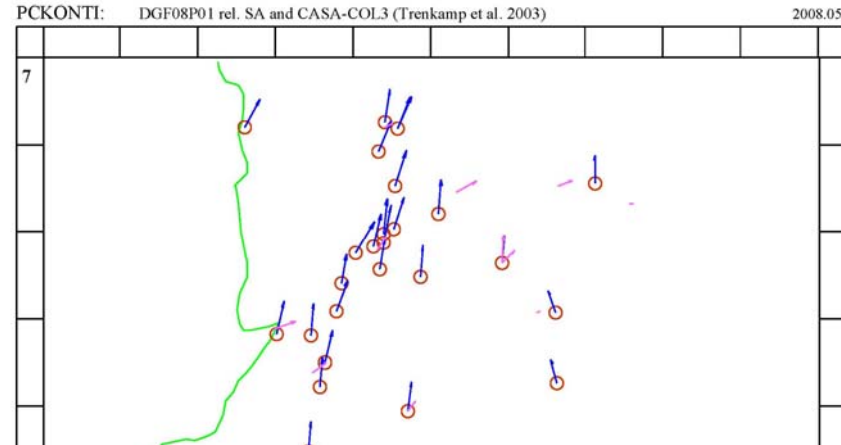 PCKONTI: DGF08P01 rel. SA and CASA-COL3 (Trenkamp et al. 2003) 2008.05
7